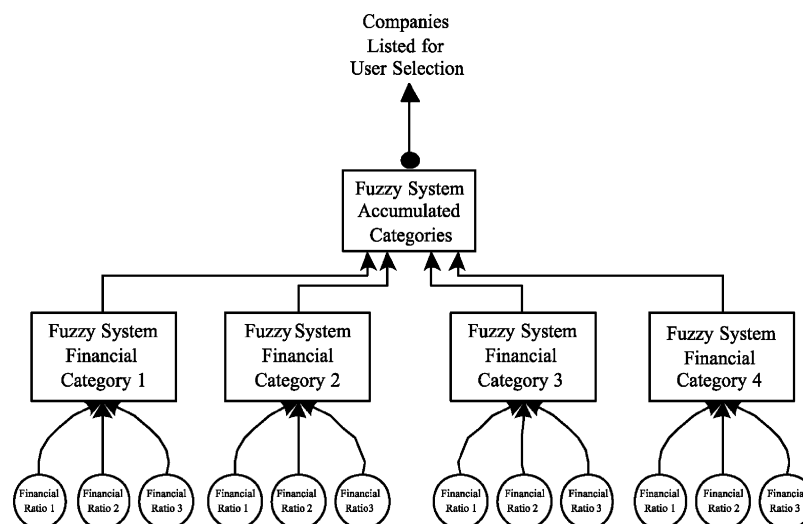 Companies
Listed for
User Selection
Fuzzy System
Accumulated
Categories
Fuzzy System
Financial
Category 1
Fuzzy System
Financial
Category 2
Fuzzy System
Financial
Category 3
Fuzzy System
Financial
Category 4
Financial
Ratio 1
Financial
Ratio 2
Financial
Ratio 3
Financial
Ratio 1
Financial
Ratio 2
Financial
Ratio3
Financial
Ratio 1
Financial
Ratio 2
Financial
Ratio 3
Financial
Ratio 1
Financial
Ratio 2
Financial
Ratio 3